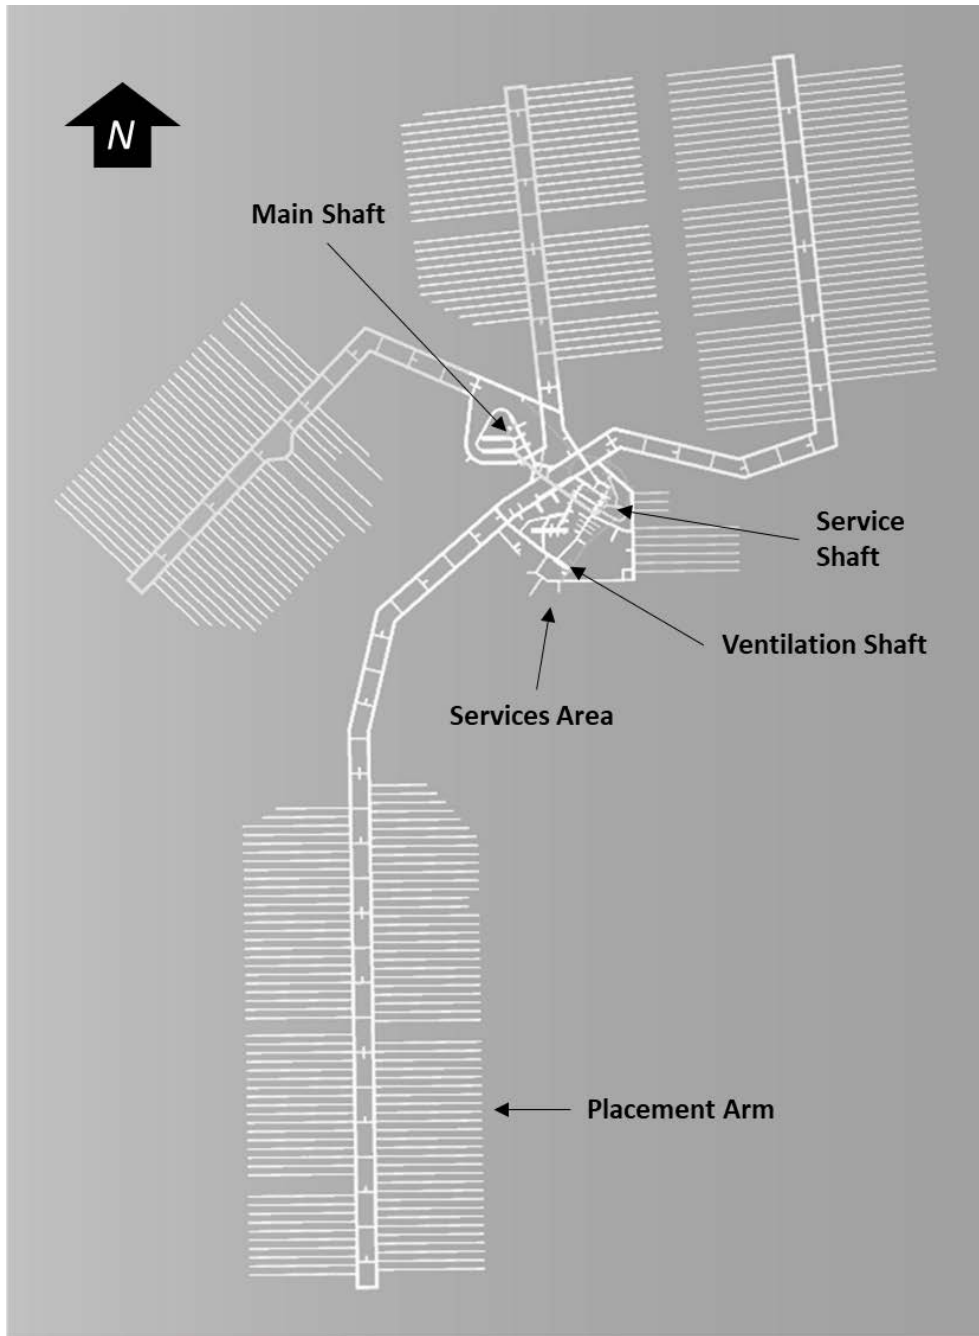 N
Main Shaft
Service
Shaft
Ventilation Shaft
Services Area
Placement Arm